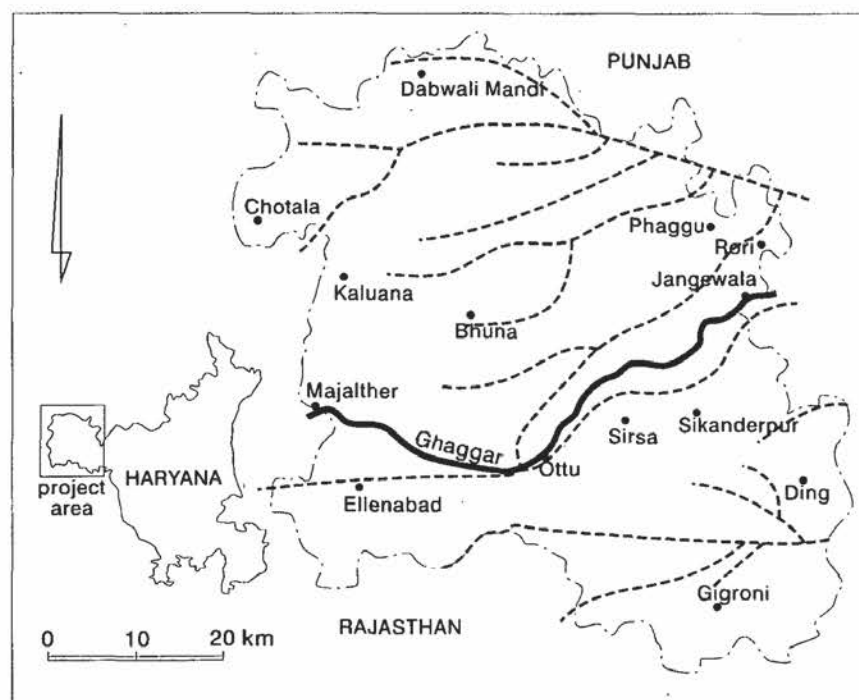 PUNJAB
Dabwali Mandi
Chotala
Phaggu
Rori
Jangewala
Kaluana
Bhuna
Majalther
Ghaggar
Sirsa
Sikanderpur
Ottu
HARYANA
project
area
Ellenabad
Ding
Gigroni
RAJASTHAN
0 10 20 km